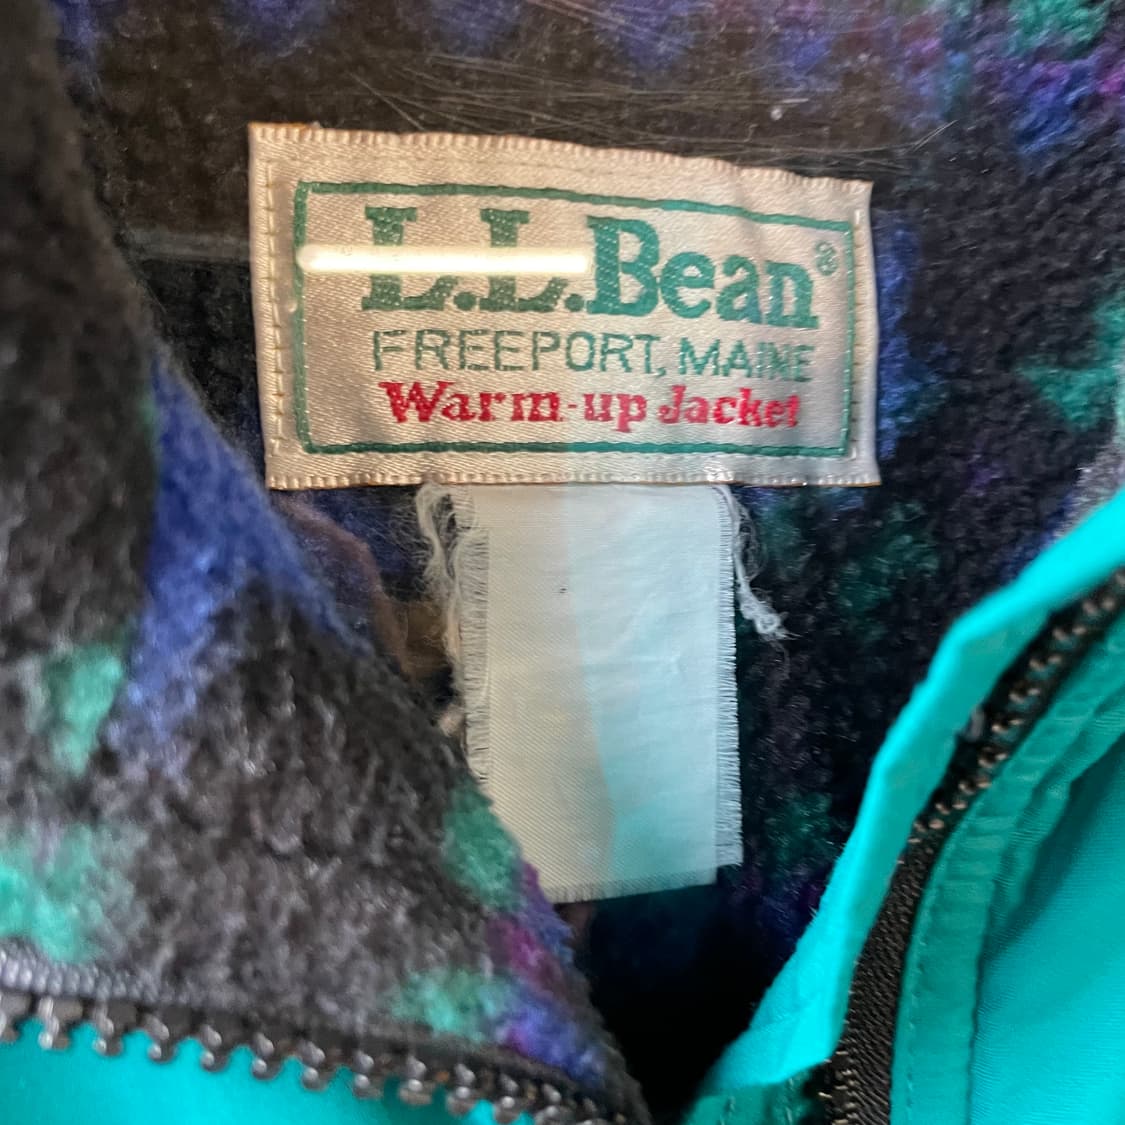 L.L.Bean®
FREEPORT, MAINE
Warm-up Jacket